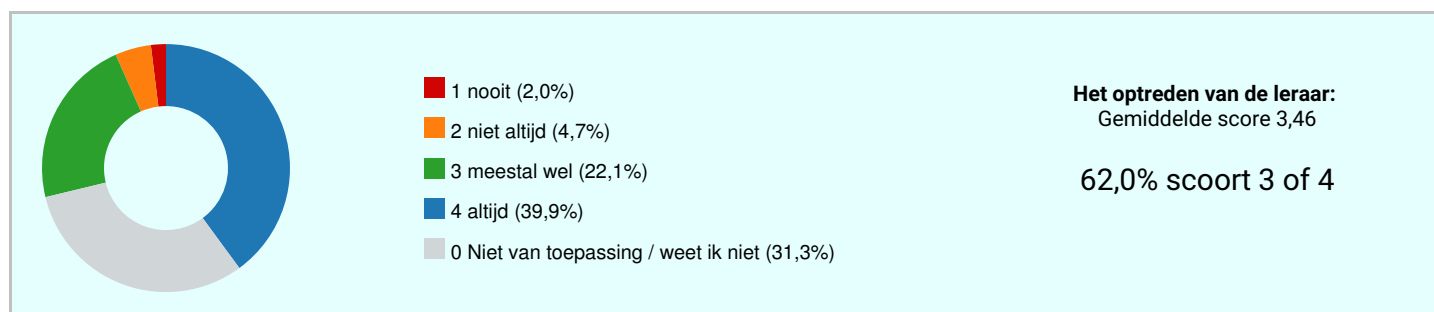 1 nooit (2,0%)
2 niet altijd (4,7%)
3 meestal wel (22,1%)
4 altijd (39,9%)
0 Niet van toepassing / weet ik niet (31,3%)
Het optreden van de leraar:
Gemiddelde score 3,46
62,0% scoort 3 of 4